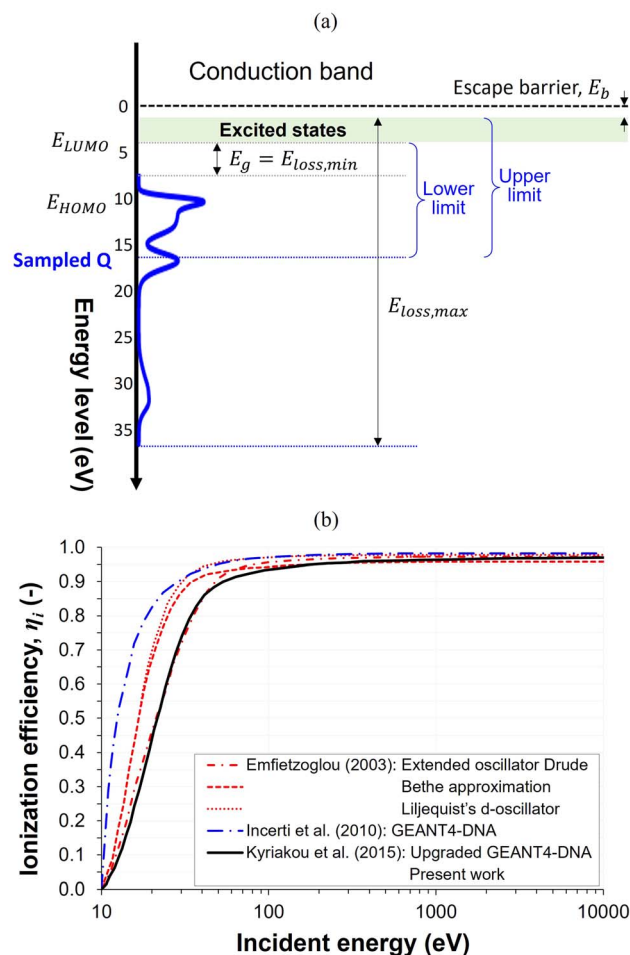 (a)
Conduction band
Escape barrier, E_b
0
Excited states
E_LUMO
5
E_g = E_loss,min
Lower limit
Upper limit
10
E_HOMO
15
Sampled Q
20
E_loss,max
25
30
35
Energy level (eV)
(b)
1.0
0.9
0.8
0.7
0.6
0.5
0.4
0.3
0.2
0.1
0.0
Ionization efficiency, η_i (-)
Emfietzoglou (2003): Extended oscillator Drude
Bethe approximation
Liljequist's d-oscillator
Incerti et al. (2010): GEANT4-DNA
Kyriakou et al. (2015): Upgraded GEANT4-DNA
Present work
10
100
1000
10000
Incident energy (eV)